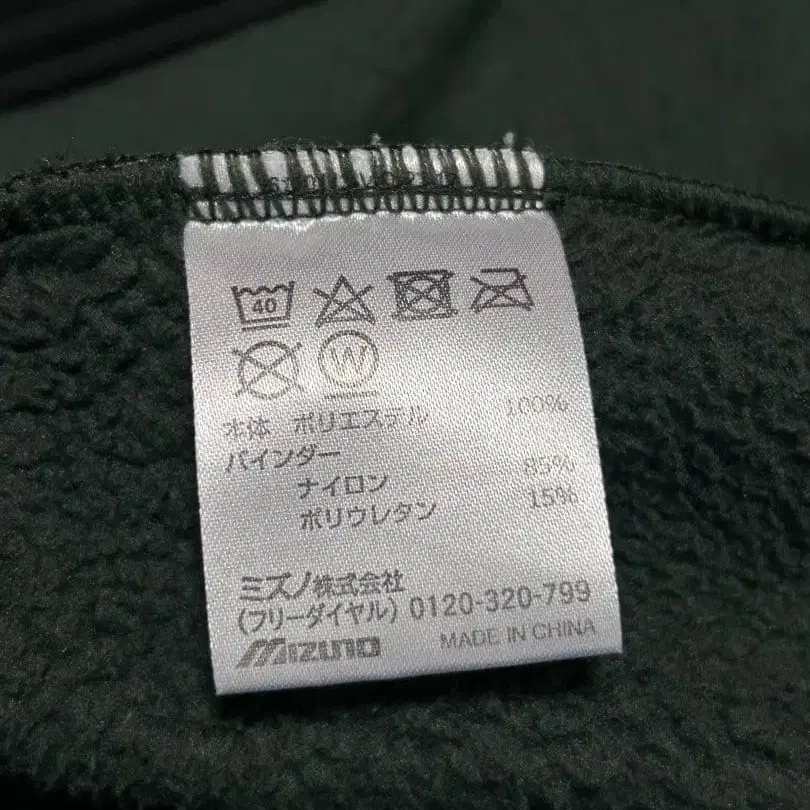 40
W
本体 ポリエステル 100%
バインダー
ナイロン 85%
ポリウレタン 15%
ミズノ株式会社
(フリーダイヤル) 0120-320-799
MIZUNO MADE IN CHINA